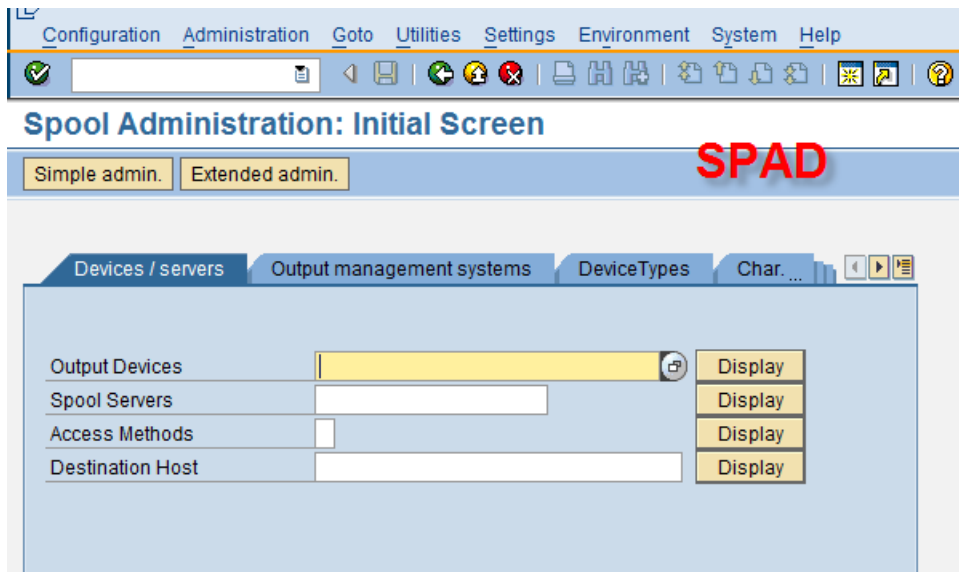 Configuration Administration Goto Utilities Settings Environment System Help
Spool Administration: Initial Screen
SPAD
Simple admin. Extended admin.
Devices / servers Output management systems DeviceTypes Char. ...
Output Devices Display
Spool Servers Display
Access Methods Display
Destination Host Display